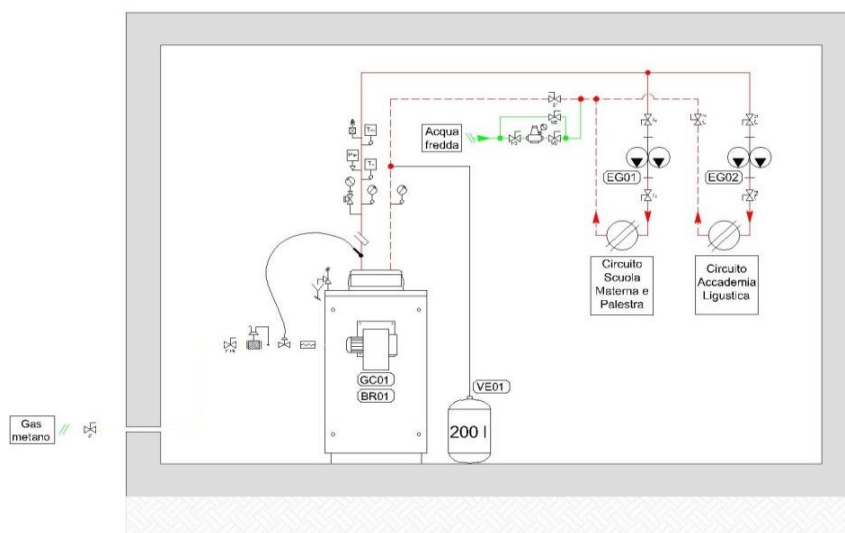 Acqua
fredda
EG01
EG02
Circuito
Scuola
Materna e
Palestra
Circuito
Accademia
Ligustica
GC01
BR01
VE01
200 l
Gas
metano